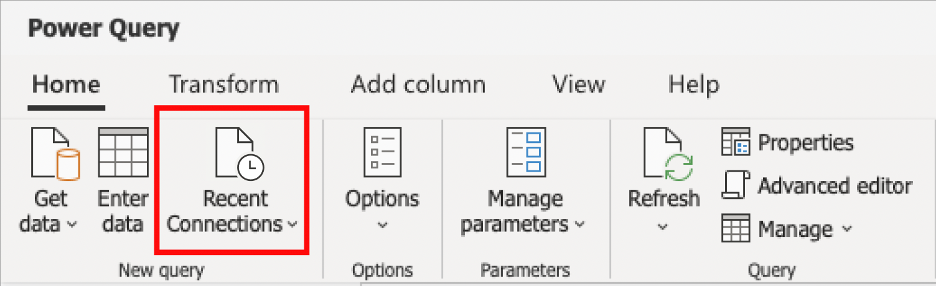 Power Query
Home Transform Add column View Help
Get data
Enter data
Recent Connections
Options
Manage parameters
Refresh
Properties
Advanced editor
Manage
New query Options Parameters Query